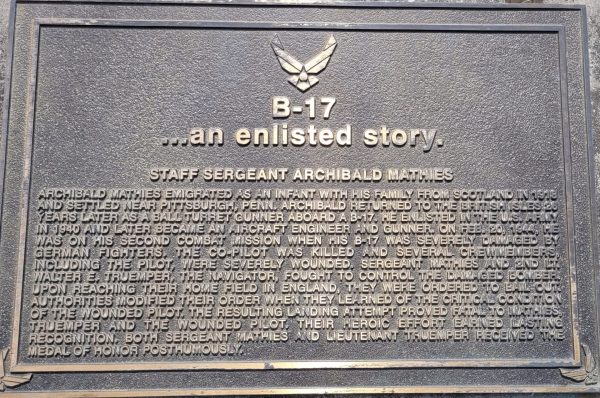 B-17
...an enlisted story.
STAFF SERGEANT ARCHIBALD MATHIES
ARCHIBALD MATHIES EMIGRATED AS AN INFANT WITH HIS FAMILY FROM SCOTLAND IN
AND SETTLED NEAR PITTSBURGH, PENN. ARCHIBALD RETURNED TO THE BRITISH ISLES
YEARS LATER AS A BALL TURRET GUNNER ABOARD A B-17. HE ENLISTED IN THE U.S. ARMY
IN 1940 AND LATER BECAME AN AIRCRAFT ENGINEER AND GUNNER. ON FEB. 20, 1944, HE
WAS ON HIS SECOND COMBAT MISSION WHEN HIS B-17 WAS SEVERELY DAMAGED BY
GERMAN FIGHTERS. THE CO-PILOT WAS KILLED AND SEVERAL CREWMEMBERS,
INCLUDING THE PILOT, WERE SEVERELY WOUNDED. SERGEANT MATHIES AND 2ND LT.
WALTER E. TRUEMPER, THE NAVIGATOR, FOUGHT TO CONTROL THE DAMAGED BOMBER.
UPON REACHING THEIR HOME FIELD IN ENGLAND, THEY WERE ORDERED TO BAIL OUT.
AUTHORITIES MODIFIED THEIR ORDER WHEN THEY LEARNED OF THE CRITICAL CONDITION
OF THE WOUNDED PILOT. THE RESULTING LANDING ATTEMPT PROVED FATAL TO MATHIES,
TRUEMPER AND THE WOUNDED PILOT. THEIR HEROIC EFFORT EARNED LASTING
RECOGNITION. BOTH SERGEANT MATHIES AND LIEUTENANT TRUEMPER RECEIVED THE
MEDAL OF HONOR POSTHUMOUSLY.